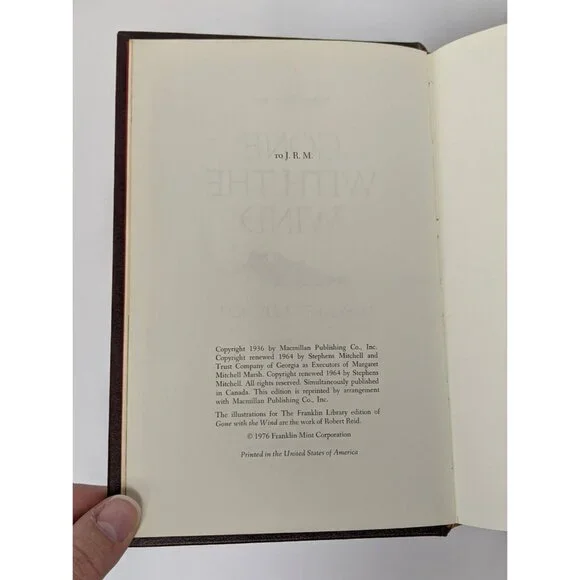 TO J. R. M.
Copyright 1936 by Macmillan Publishing Co., Inc.
Copyright renewed 1964 by Stephens Mitchell and
Trust Company of Georgia as Executors of Margaret
Mitchell Marsh. Copyright renewed 1964 by Stephens
Mitchell. All rights reserved. Simultaneously published
in Canada. This edition is reprinted by arrangement
with Macmillan Publishing Co., Inc.
The illustrations for The Franklin Library edition of
Gone with the Wind are the work of Robert Reid.
© 1976 Franklin Mint Corporation
Printed in the United States of America